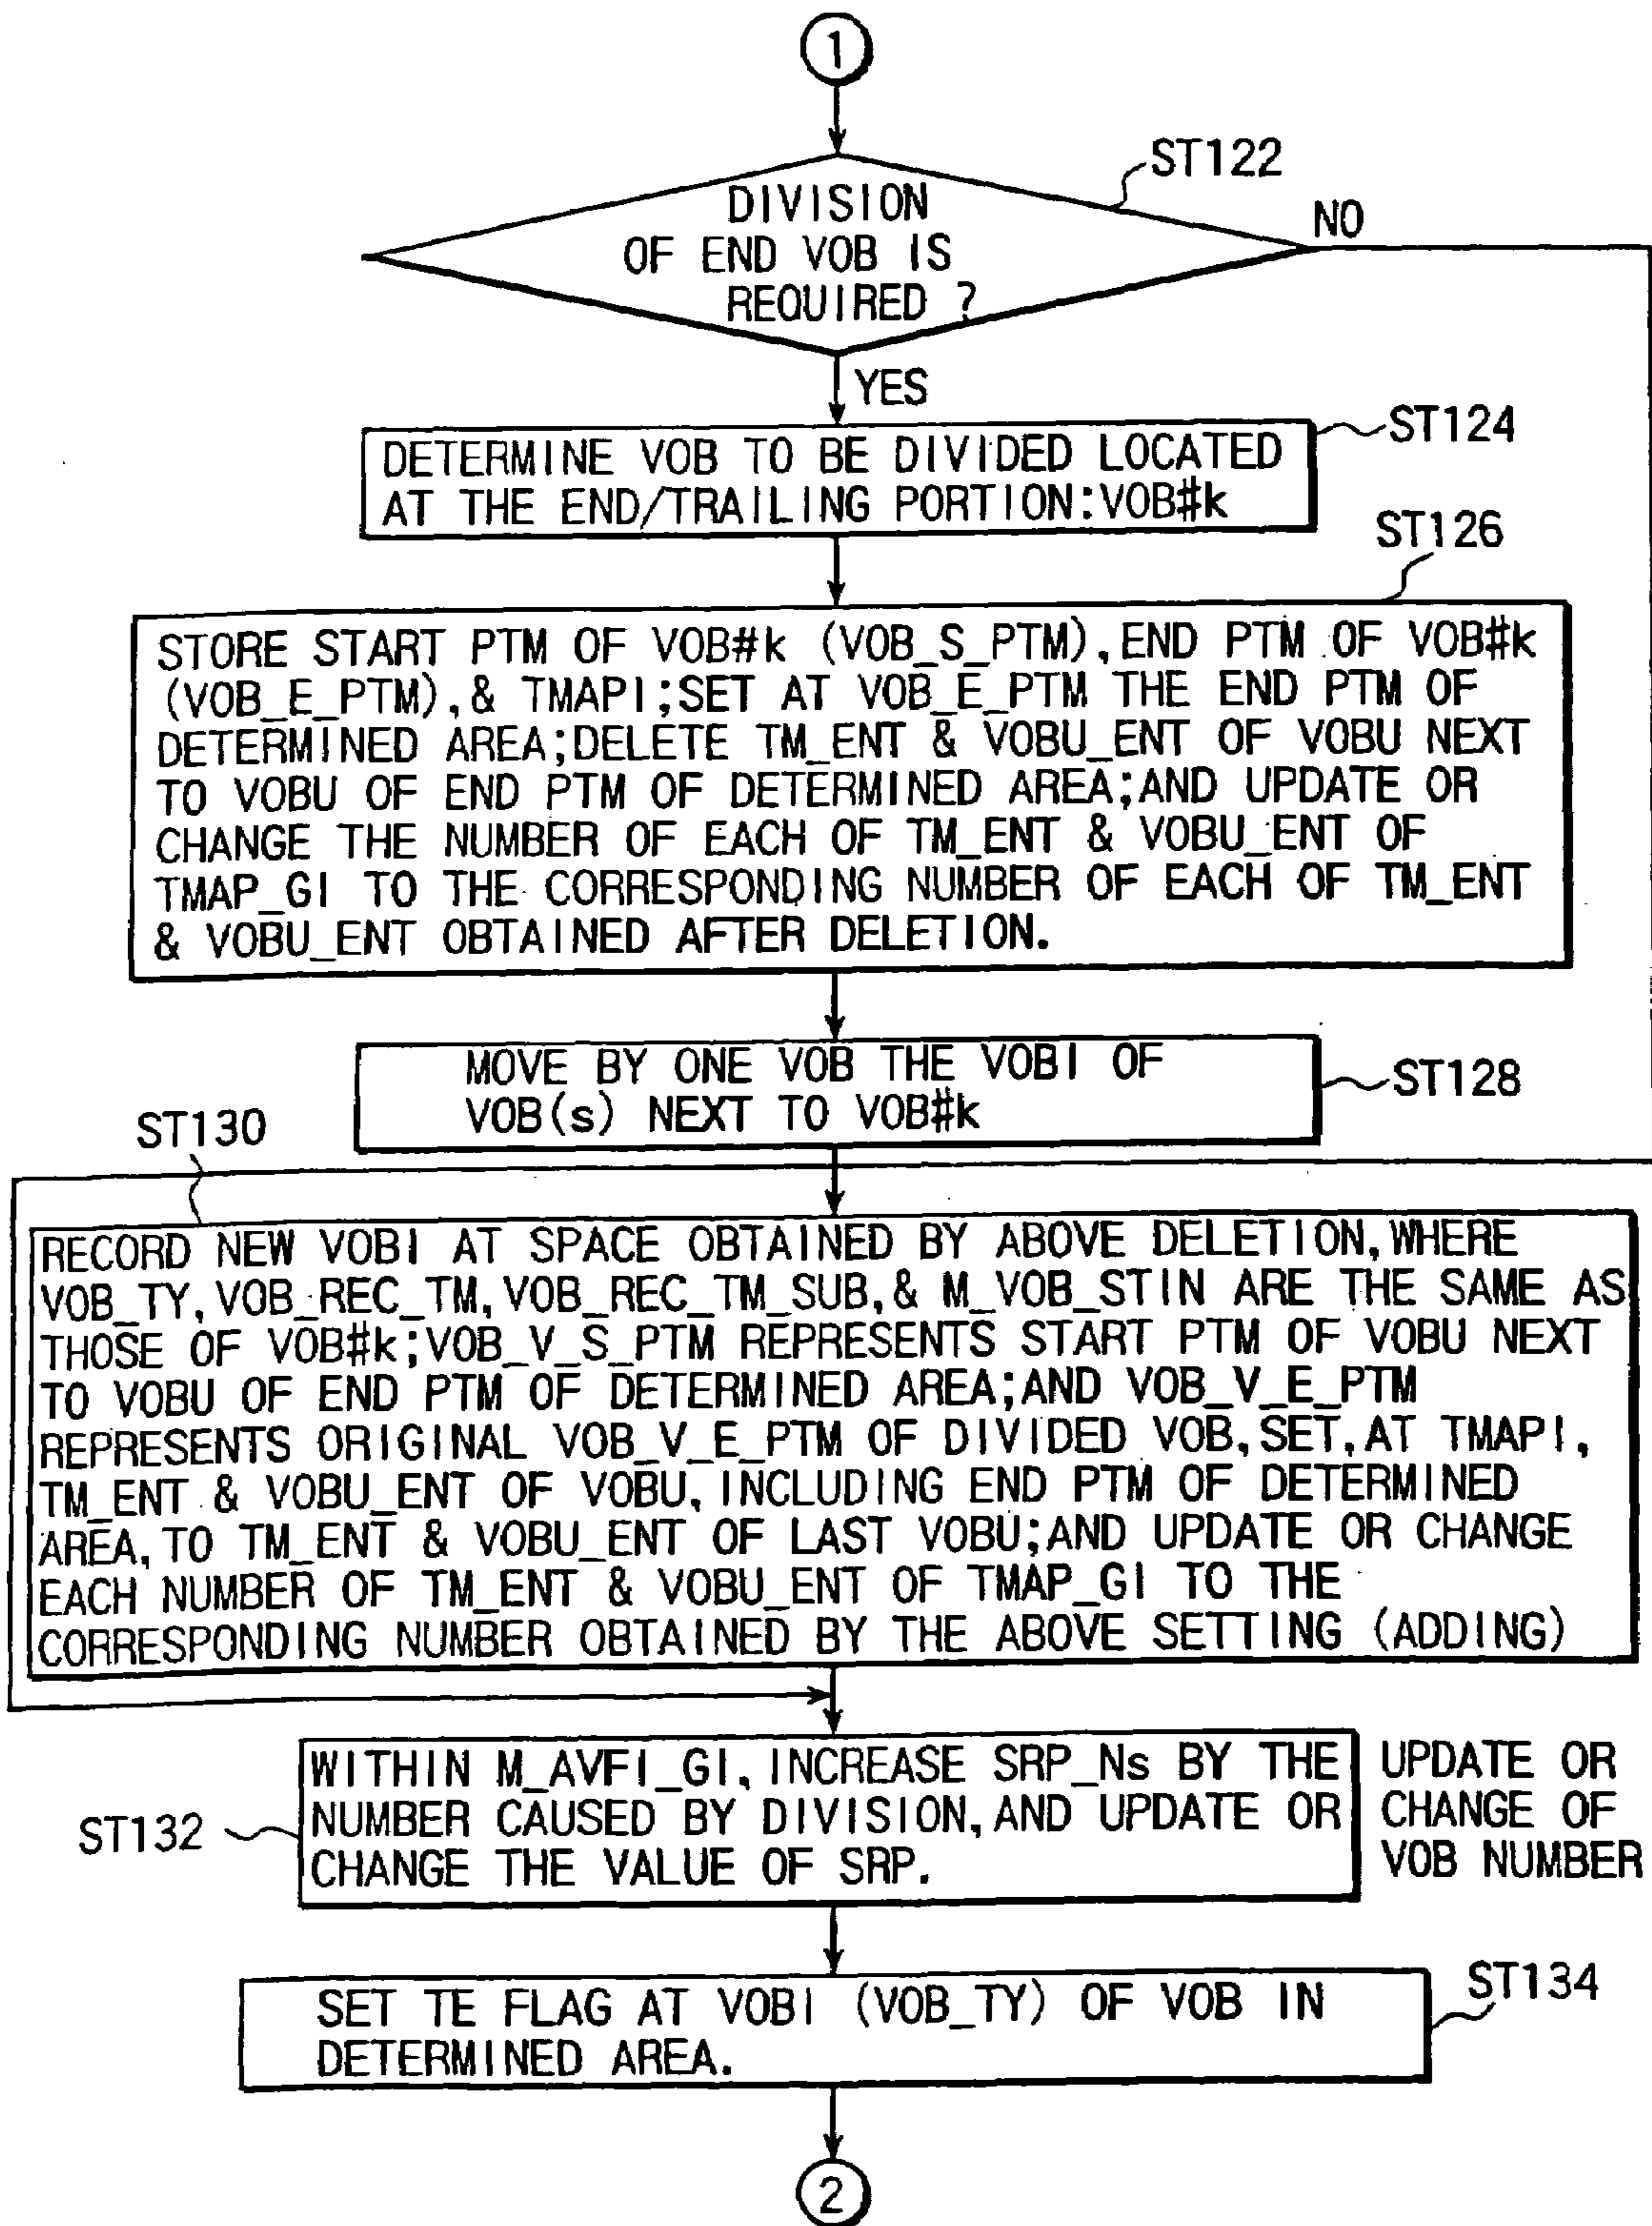 1
ST122
DIVISION
OF END VOB IS
REQUIRED ?
NO
YES
ST124
DETERMINE VOB TO BE DIVIDED LOCATED
AT THE END/TRAILING PORTION:VOB#k
ST126
STORE START PTM OF VOB#k (VOB_S_PTM),END PTM OF VOB#k
(VOB_E_PTM),& TMAPI;SET AT VOB_E_PTM THE END PTM OF
DETERMINED AREA;DELETE TM_ENT & VOBU_ENT OF VOBU NEXT
TO VOBU OF END PTM OF DETERMINED AREA;AND UPDATE OR
CHANGE THE NUMBER OF EACH OF TM_ENT & VOBU_ENT OF
TMAP_GI TO THE CORRESPONDING NUMBER OF EACH OF TM_ENT
& VOBU_ENT OBTAINED AFTER DELETION.
MOVE BY ONE VOB THE VOBI OF
VOB(s) NEXT TO VOB#k
ST128
ST130
RECORD NEW VOBI AT SPACE OBTAINED BY ABOVE DELETION,WHERE
VOB_TY,VOB_REC_TM,VOB_REC_TM_SUB,& M_VOB_STIN ARE THE SAME AS
THOSE OF VOB#k;VOB_V_S_PTM REPRESENTS START PTM OF VOBU NEXT
TO VOBU OF END PTM OF DETERMINED AREA;AND VOB_V_E_PTM
REPRESENTS ORIGINAL VOB_V_E_PTM OF DIVIDED VOB,SET,AT TMAPI,
TM_ENT & VOBU_ENT OF VOBU,INCLUDING END PTM OF DETERMINED
AREA,TO TM_ENT & VOBU_ENT OF LAST VOBU;AND UPDATE OR CHANGE
EACH NUMBER OF TM_ENT & VOBU_ENT OF TMAP_GI TO THE
CORRESPONDING NUMBER OBTAINED BY THE ABOVE SETTING (ADDING)
WITHIN M_AVFI_GI,INCREASE SRP_Ns BY THE
NUMBER CAUSED BY DIVISION,AND UPDATE OR
CHANGE THE VALUE OF SRP.
UPDATE OR
CHANGE OF
VOB NUMBER
ST132
ST134
SET TE FLAG AT VOBI (VOB_TY) OF VOB IN
DETERMINED AREA.
2